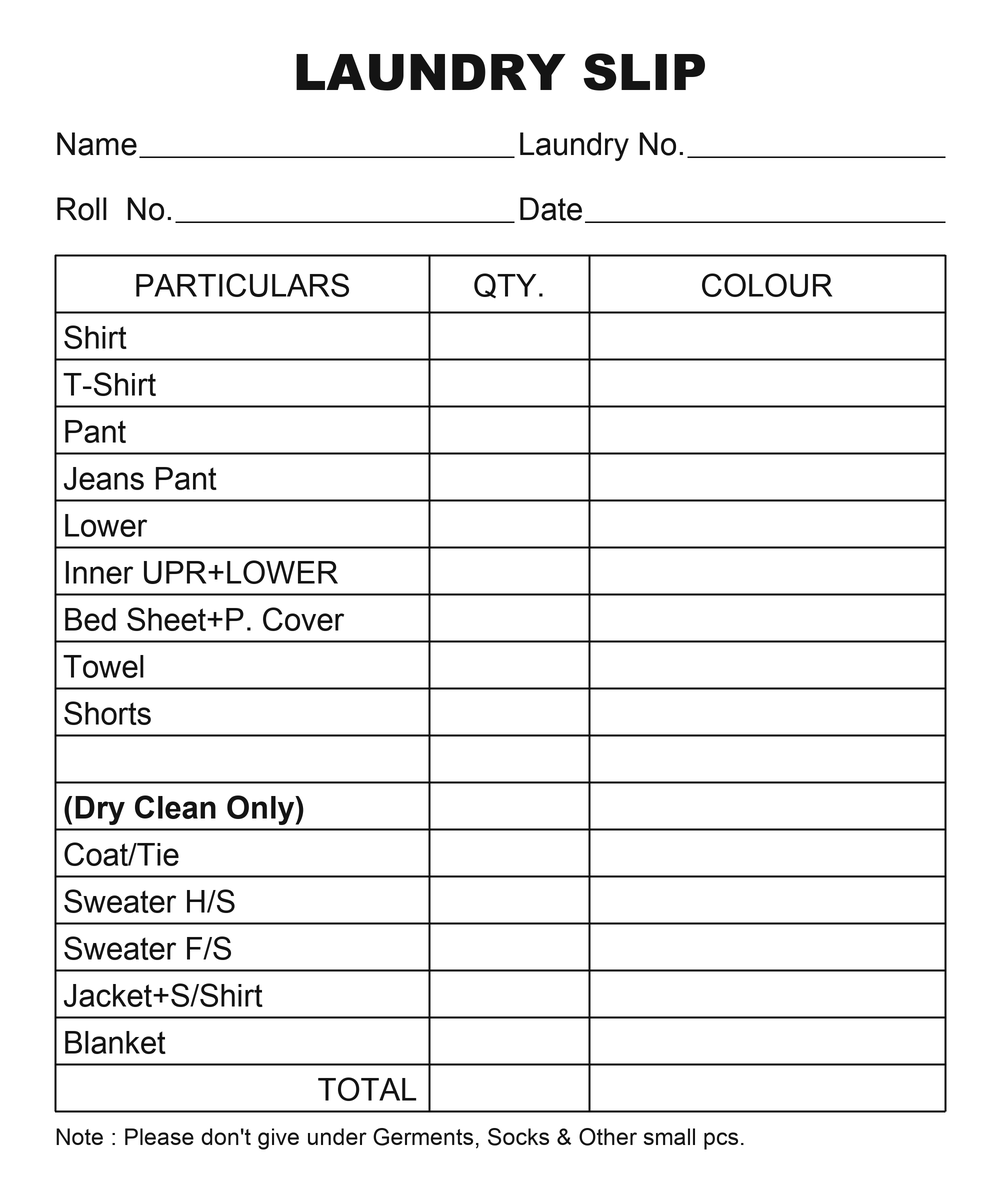 LAUNDRY SLIP
Name Laundry No.
Roll No. Date
PARTICULARS QTY. COLOUR
Shirt
T-Shirt
Pant
Jeans Pant
Lower
Inner UPR+LOWER
Bed Sheet+P. Cover
Towel
Shorts
(Dry Clean Only)
Coat/Tie
Sweater H/S
Sweater F/S
Jacket+S/Shirt
Blanket
TOTAL
Note : Please don't give under Germents, Socks & Other small pcs.